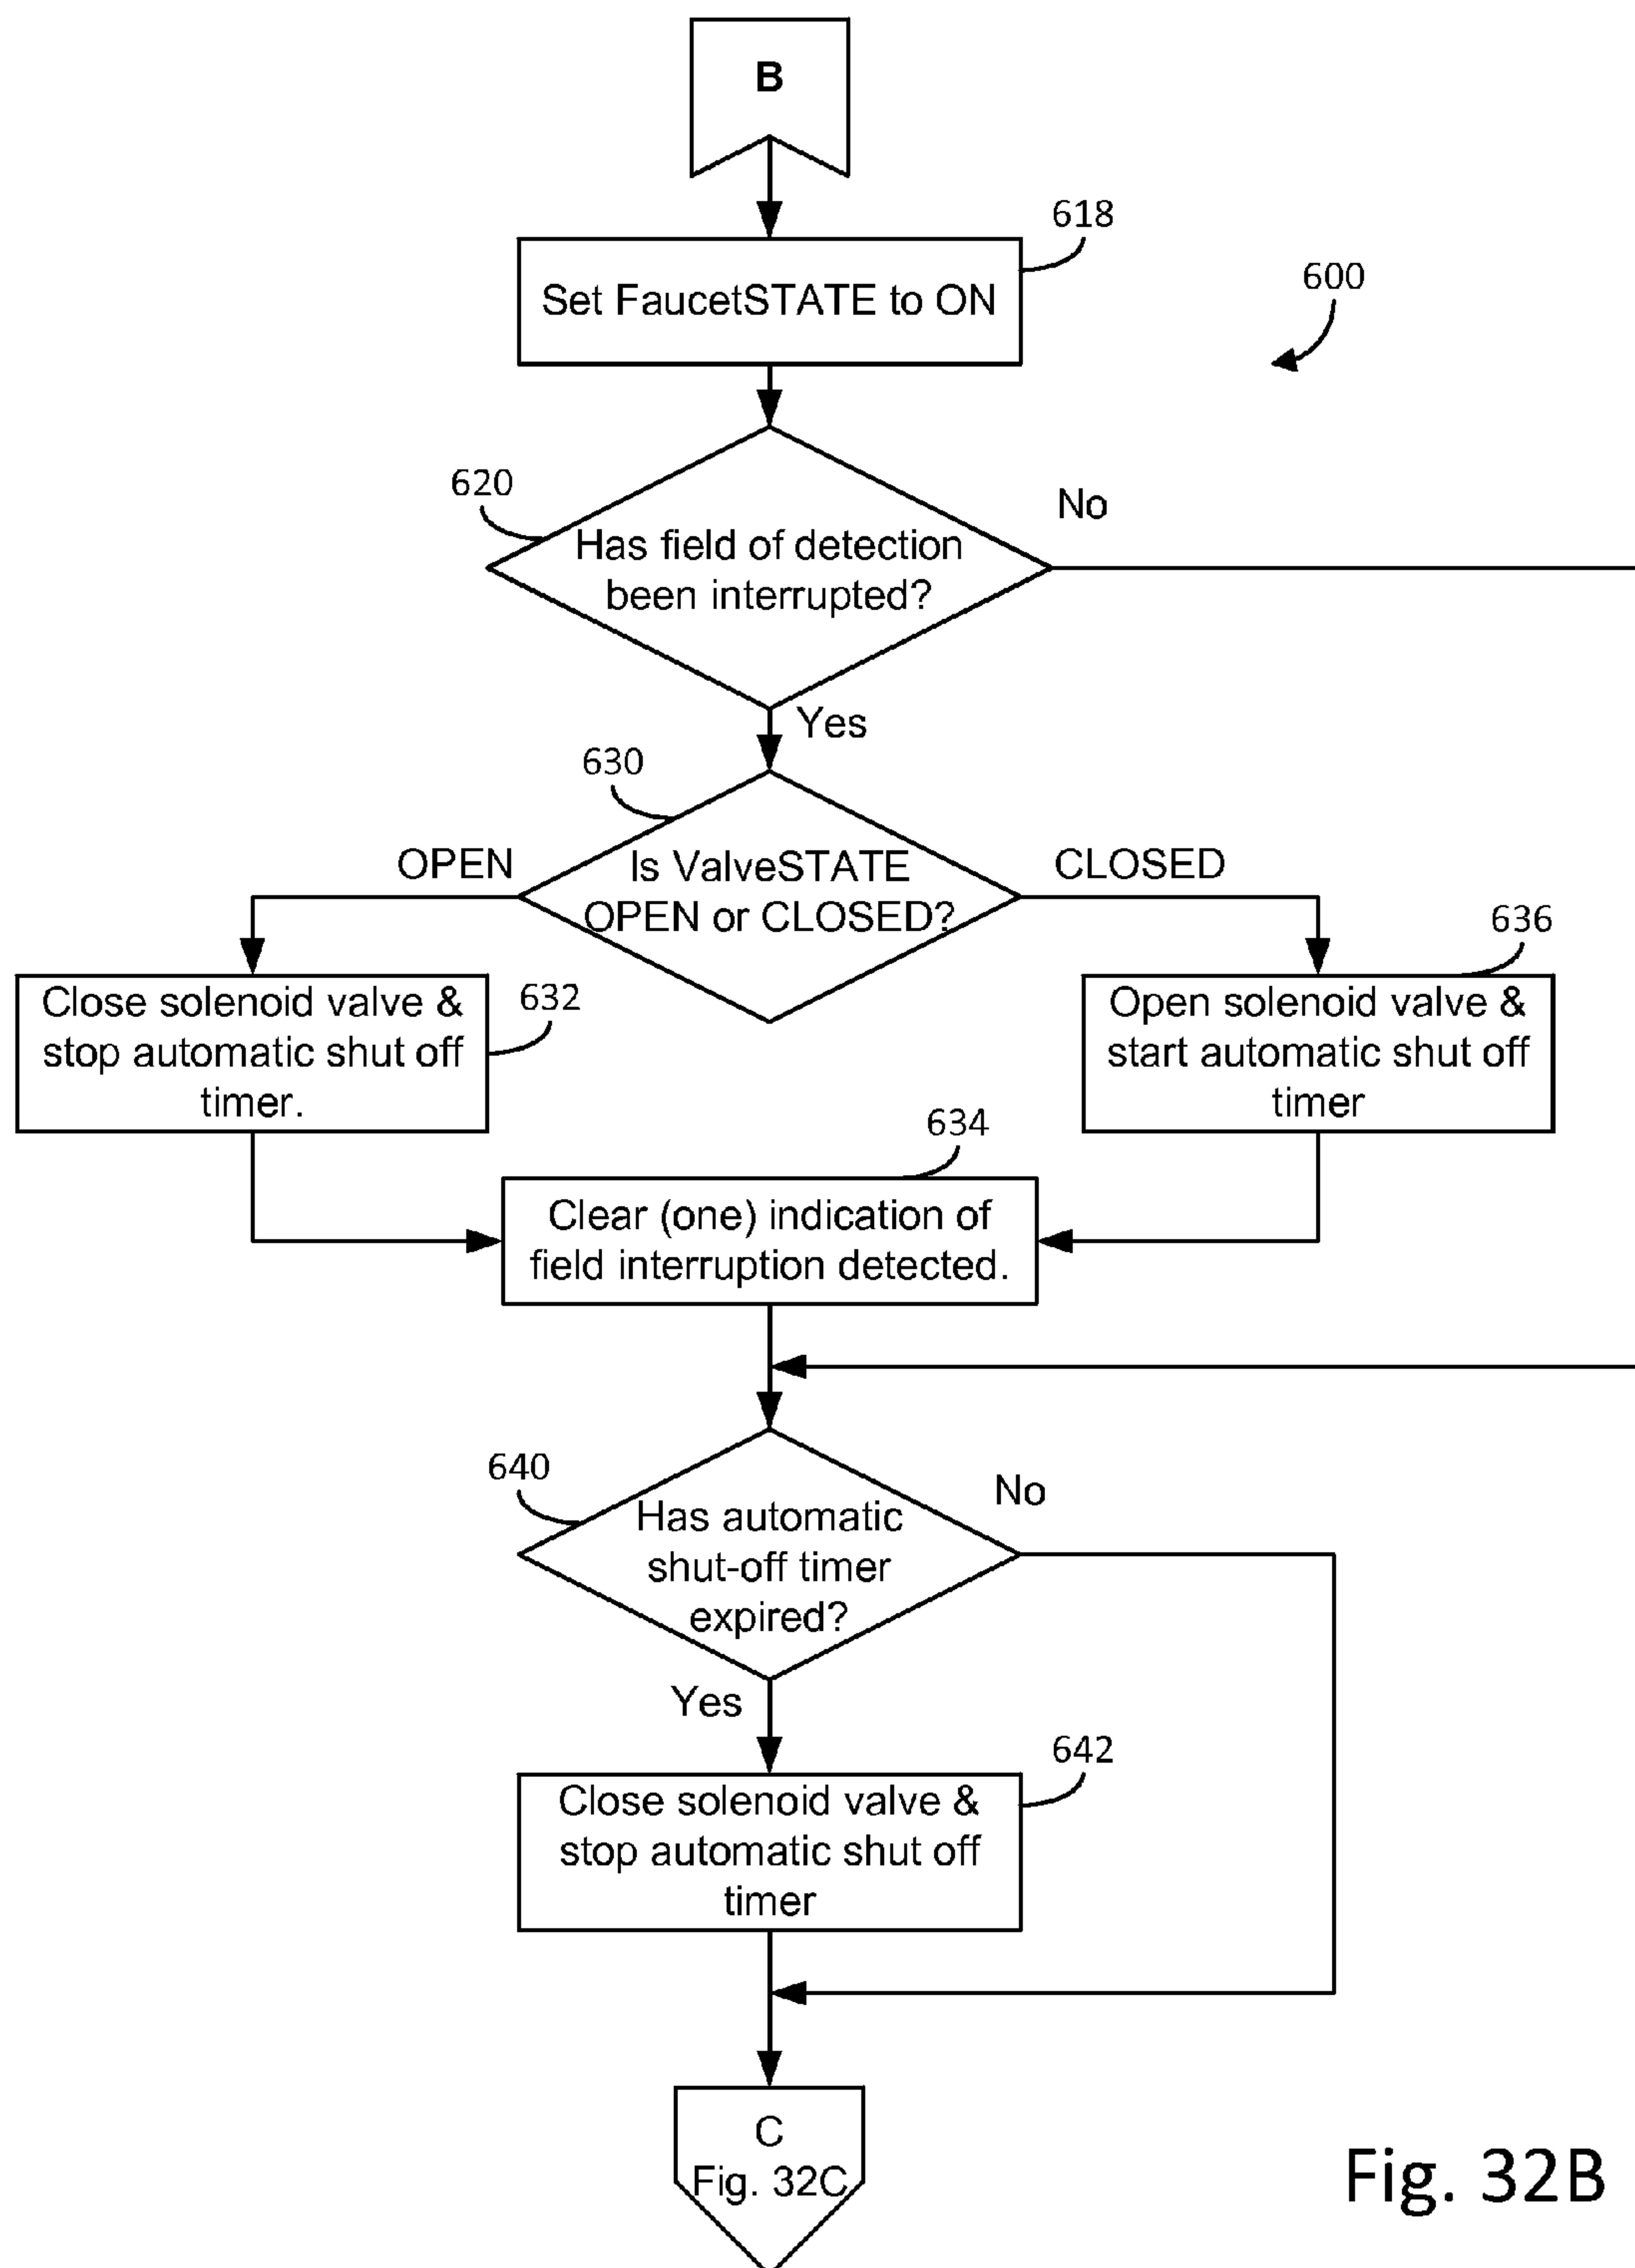 B
618
Set FaucetSTATE to ON
600
620
No
Has field of detection
been interrupted?
Yes
630
OPEN
Is ValveSTATE
OPEN or CLOSED?
CLOSED
636
Close solenoid valve &
stop automatic shut off
timer.
632
Open solenoid valve &
start automatic shut off
timer
634
Clear (one) indication of
field interruption detected.
640
No
Has automatic
shut-off timer
expired?
Yes
642
Close solenoid valve &
stop automatic shut off
timer
C
Fig. 32C
Fig. 32B